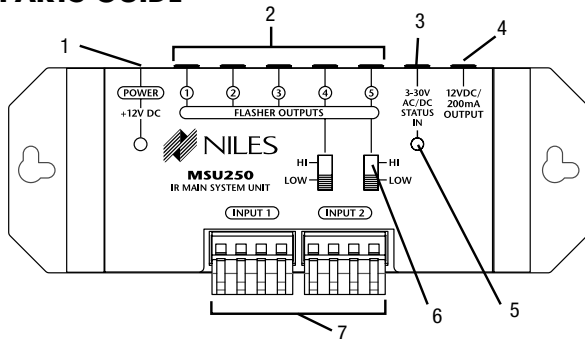 PARTS GUIDE
1
2
3
4
POWER
+12V DC
1
2
3
4
5
FLASHER OUTPUTS
3-30V
AC/DC
STATUS
IN
12VDC/
200mA
OUTPUT
NILES
MSU250
IR MAIN SYSTEM UNIT
HI
LOW
HI
LOW
INPUT 1
INPUT 2
5
6
7